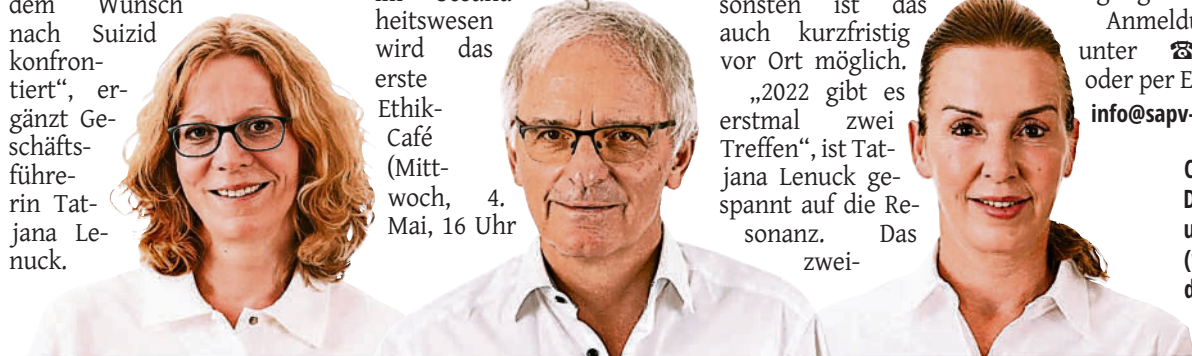 dem Wunsch
nach Suizid
konfron-
tiert“, er-
gänzt Ge-
schäfts-
führe-
rin Tat-
jana Le-
nuck.
heitswesen
wird das
erste
Ethik-
Café
(Mitt-
woch, 4.
Mai, 16 Uhr
sonsten ist das
auch kurzfristig
vor Ort möglich.
„2022 gibt es
erstmal zwei
Treffen“, ist Tat-
jana Lenuck ge-
spannt auf die Re-
sonanz. Das
zwei-
Anmeldu
unter ☎
oder per E
info@sapv-